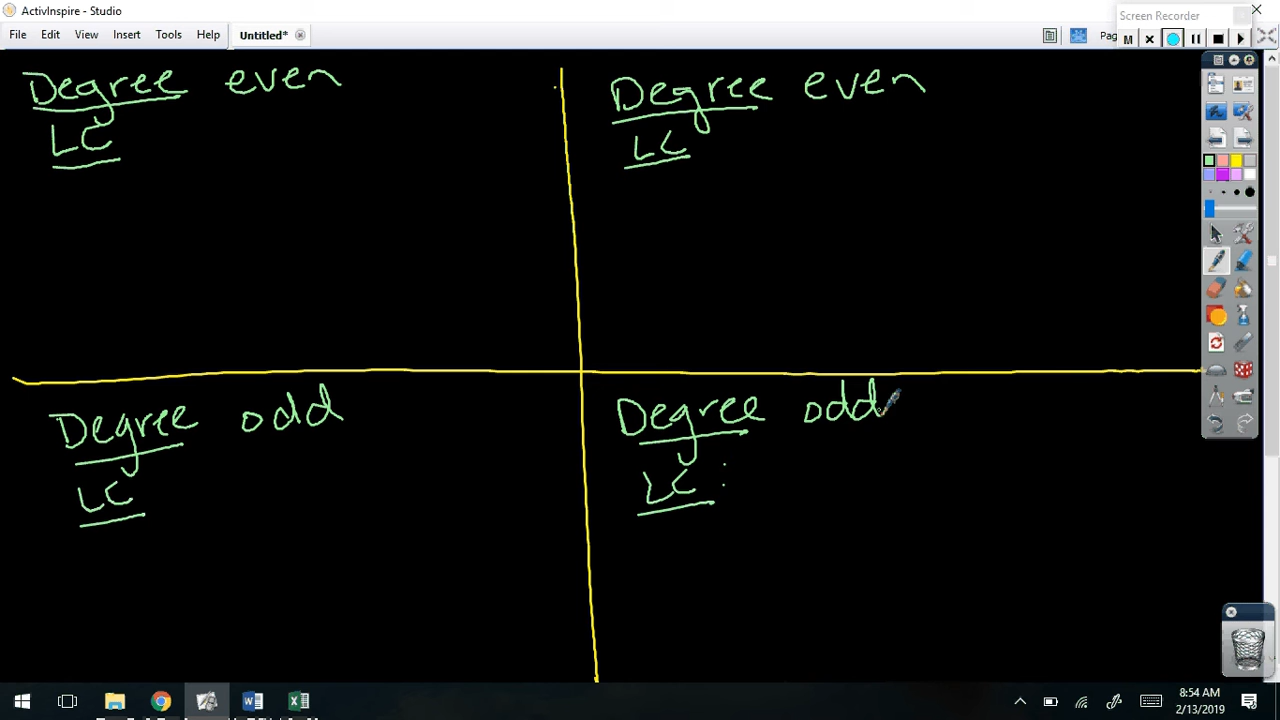 ActivInspire - Studio
Screen Recorder
File Edit View Insert Tools Help Untitled*
Pag
M
Degree even
LC
Degree even
LC
Degree odd
LC
Degree odd
LC :
8:54 AM
2/13/2019